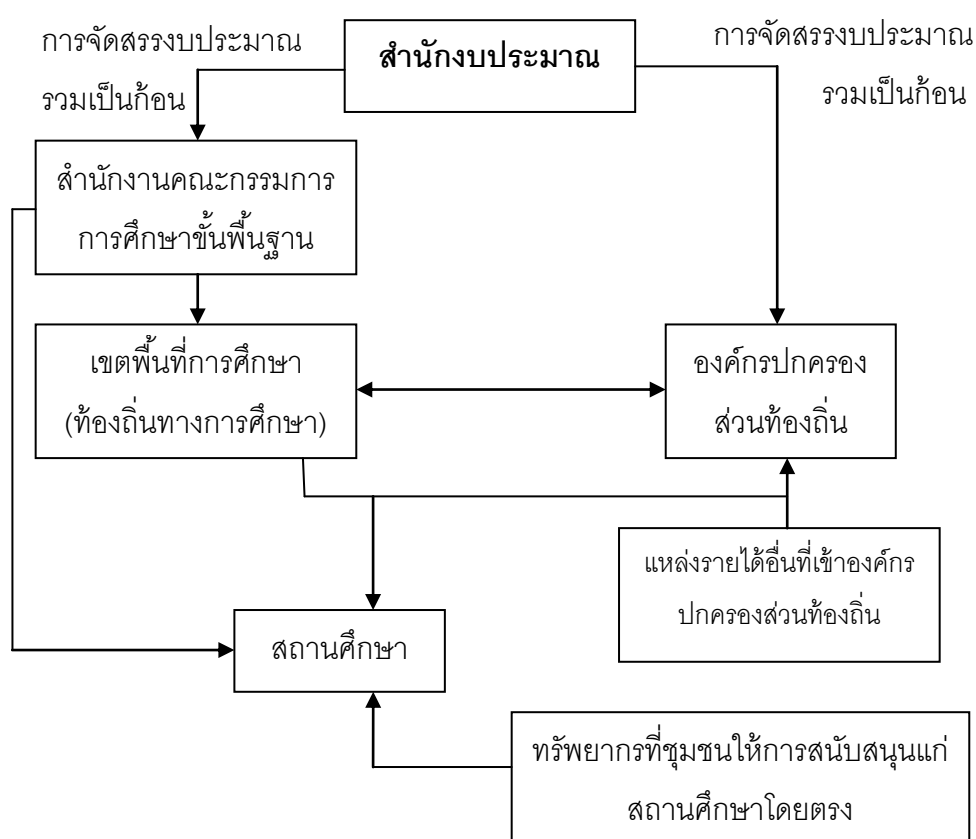 การจัดสรรงบประมาณ
รวมเป็นก้อน
สำนักงบประมาณ
การจัดสรรงบประมาณ
รวมเป็นก้อน
สำนักงานคณะกรรมการ
การศึกษาขั้นพื้นฐาน
เขตพื้นที่การศึกษา
(ท้องถิ่นทางการศึกษา)
องค์กรปกครอง
ส่วนท้องถิ่น
แหล่งรายได้อื่นที่เข้าองค์กร
ปกครองส่วนท้องถิ่น
สถานศึกษา
ทรัพยากรที่ชุมชนให้การสนับสนุนแก่
สถานศึกษาโดยตรง